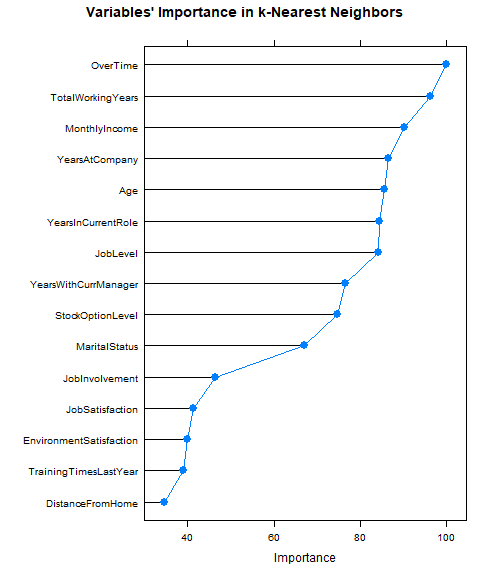 Variables' Importance in k-Nearest Neighbors
OverTime
TotalWorkingYears
MonthlyIncome
YearsAtCompany
Age
YearsInCurrentRole
JobLevel
YearsWithCurrManager
StockOptionLevel
MaritalStatus
JobInvolvement
JobSatisfaction
EnvironmentSatisfaction
TrainingTimesLastYear
DistanceFromHome
40 60 80 100
Importance